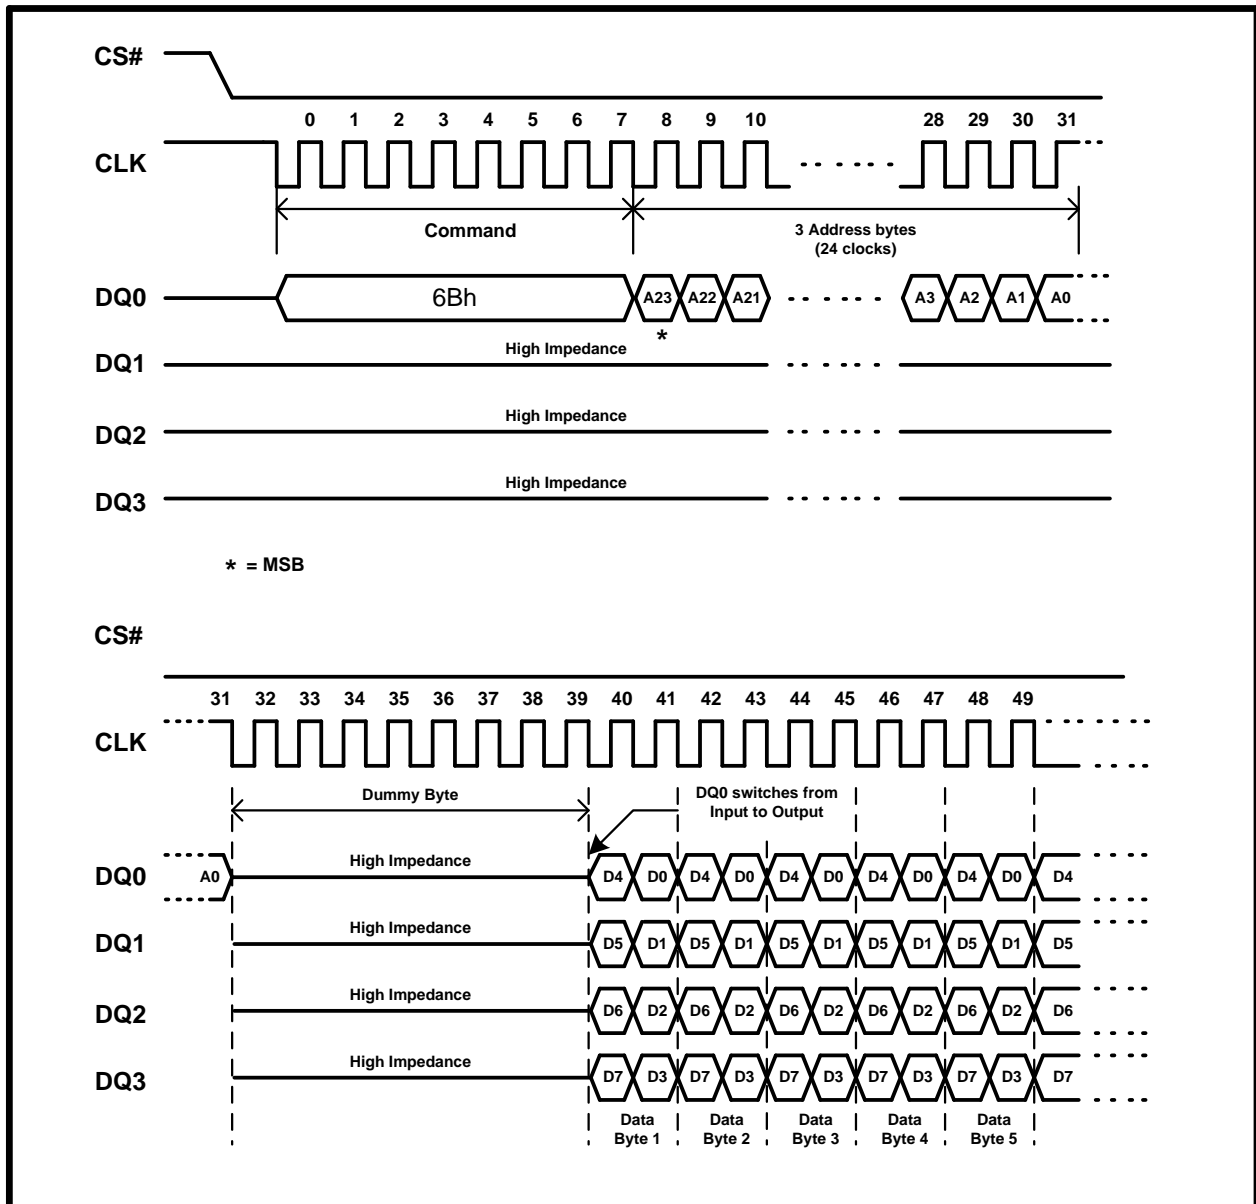 CS#
0 1 2 3 4 5 6 7 8 9 10 28 29 30 31
CLK
Command
3 Address bytes
(24 clocks)
DQ0 6Bh A23 A22 A21 A3 A2 A1 A0
*
High Impedance
DQ1
High Impedance
DQ2
High Impedance
DQ3
* = MSB
CS#
31 32 33 34 35 36 37 38 39 40 41 42 43 44 45 46 47 48 49
CLK
Dummy Byte
DQ0 switches from
Input to Output
High Impedance
DQ0 A0 D4 D0 D4 D0 D4 D0 D4 D0 D4 D0 D4
High Impedance
DQ1 D5 D1 D5 D1 D5 D1 D5 D1 D5 D1 D5
High Impedance
DQ2 D6 D2 D6 D2 D6 D2 D6 D2 D6 D2 D6
High Impedance
DQ3 D7 D3 D7 D3 D7 D3 D7 D3 D7 D3 D7
Data Data Data Data Data
Byte 1 Byte 2 Byte 3 Byte 4 Byte 5